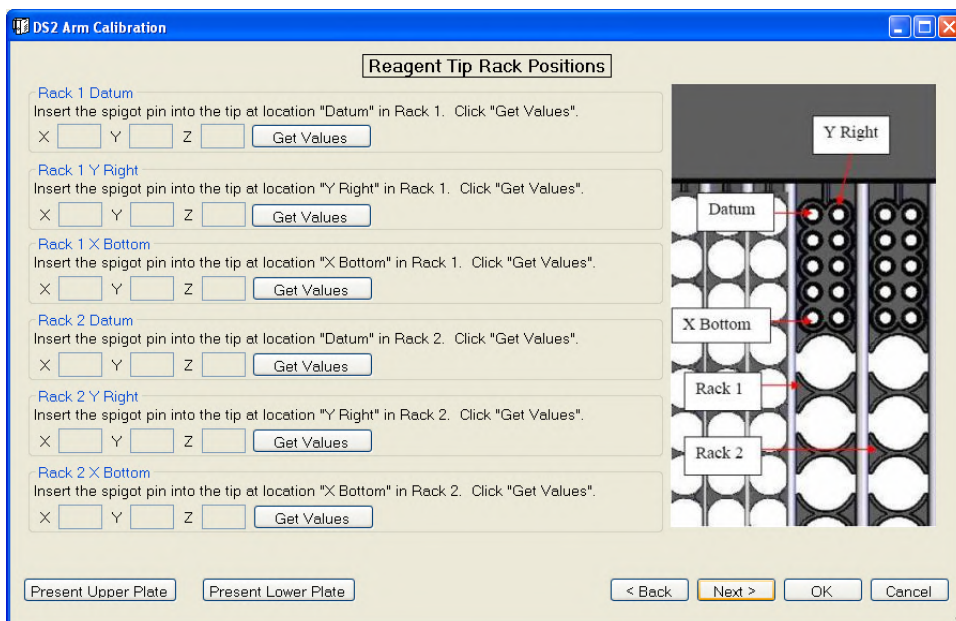 DS2 Arm Calibration
Reagent Tip Rack Positions
Rack 1 Datum
Insert the spigot pin into the tip at location "Datum" in Rack 1. Click "Get Values".
X Y Z Get Values
Rack 1 Y Right
Insert the spigot pin into the tip at location "Y Right" in Rack 1. Click "Get Values".
X Y Z Get Values
Rack 1 X Bottom
Insert the spigot pin into the tip at location "X Bottom" in Rack 1. Click "Get Values".
X Y Z Get Values
Rack 2 Datum
Insert the spigot pin into the tip at location "Datum" in Rack 2. Click "Get Values".
X Y Z Get Values
Rack 2 Y Right
Insert the spigot pin into the tip at location "Y Right" in Rack 2. Click "Get Values".
X Y Z Get Values
Rack 2 X Bottom
Insert the spigot pin into the tip at location "X Bottom" in Rack 2. Click "Get Values".
X Y Z Get Values
Y Right
Datum
X Bottom
Rack 1
Rack 2
Present Upper Plate Present Lower Plate < Back Next > OK Cancel